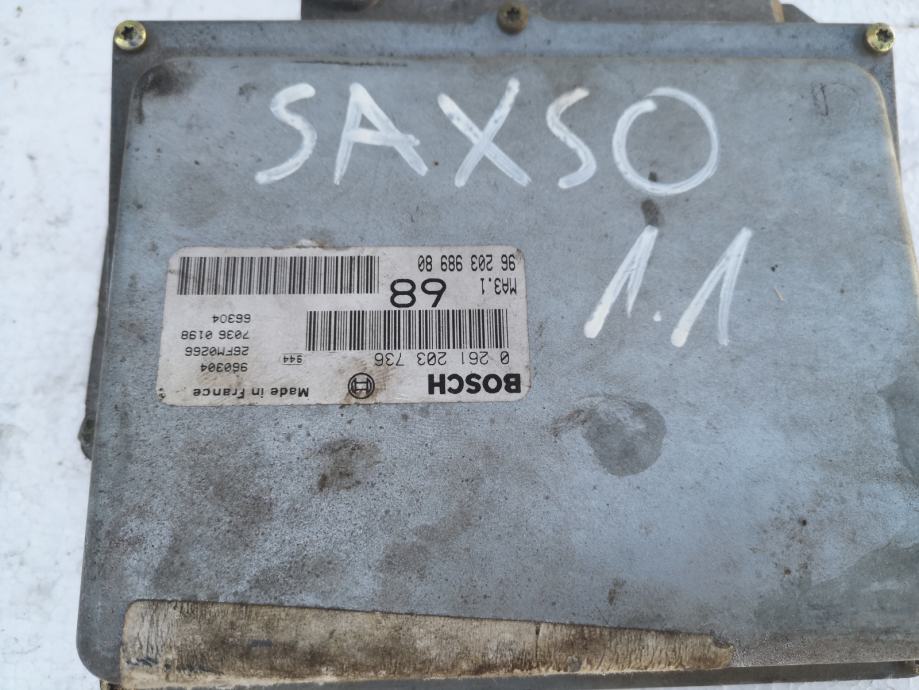 SAXSO
1.1
BOSCH Made in France
0 261 203 736 944 960304
26FM0266
7036 0198
68 66304
MA3.1
96 203 989 80